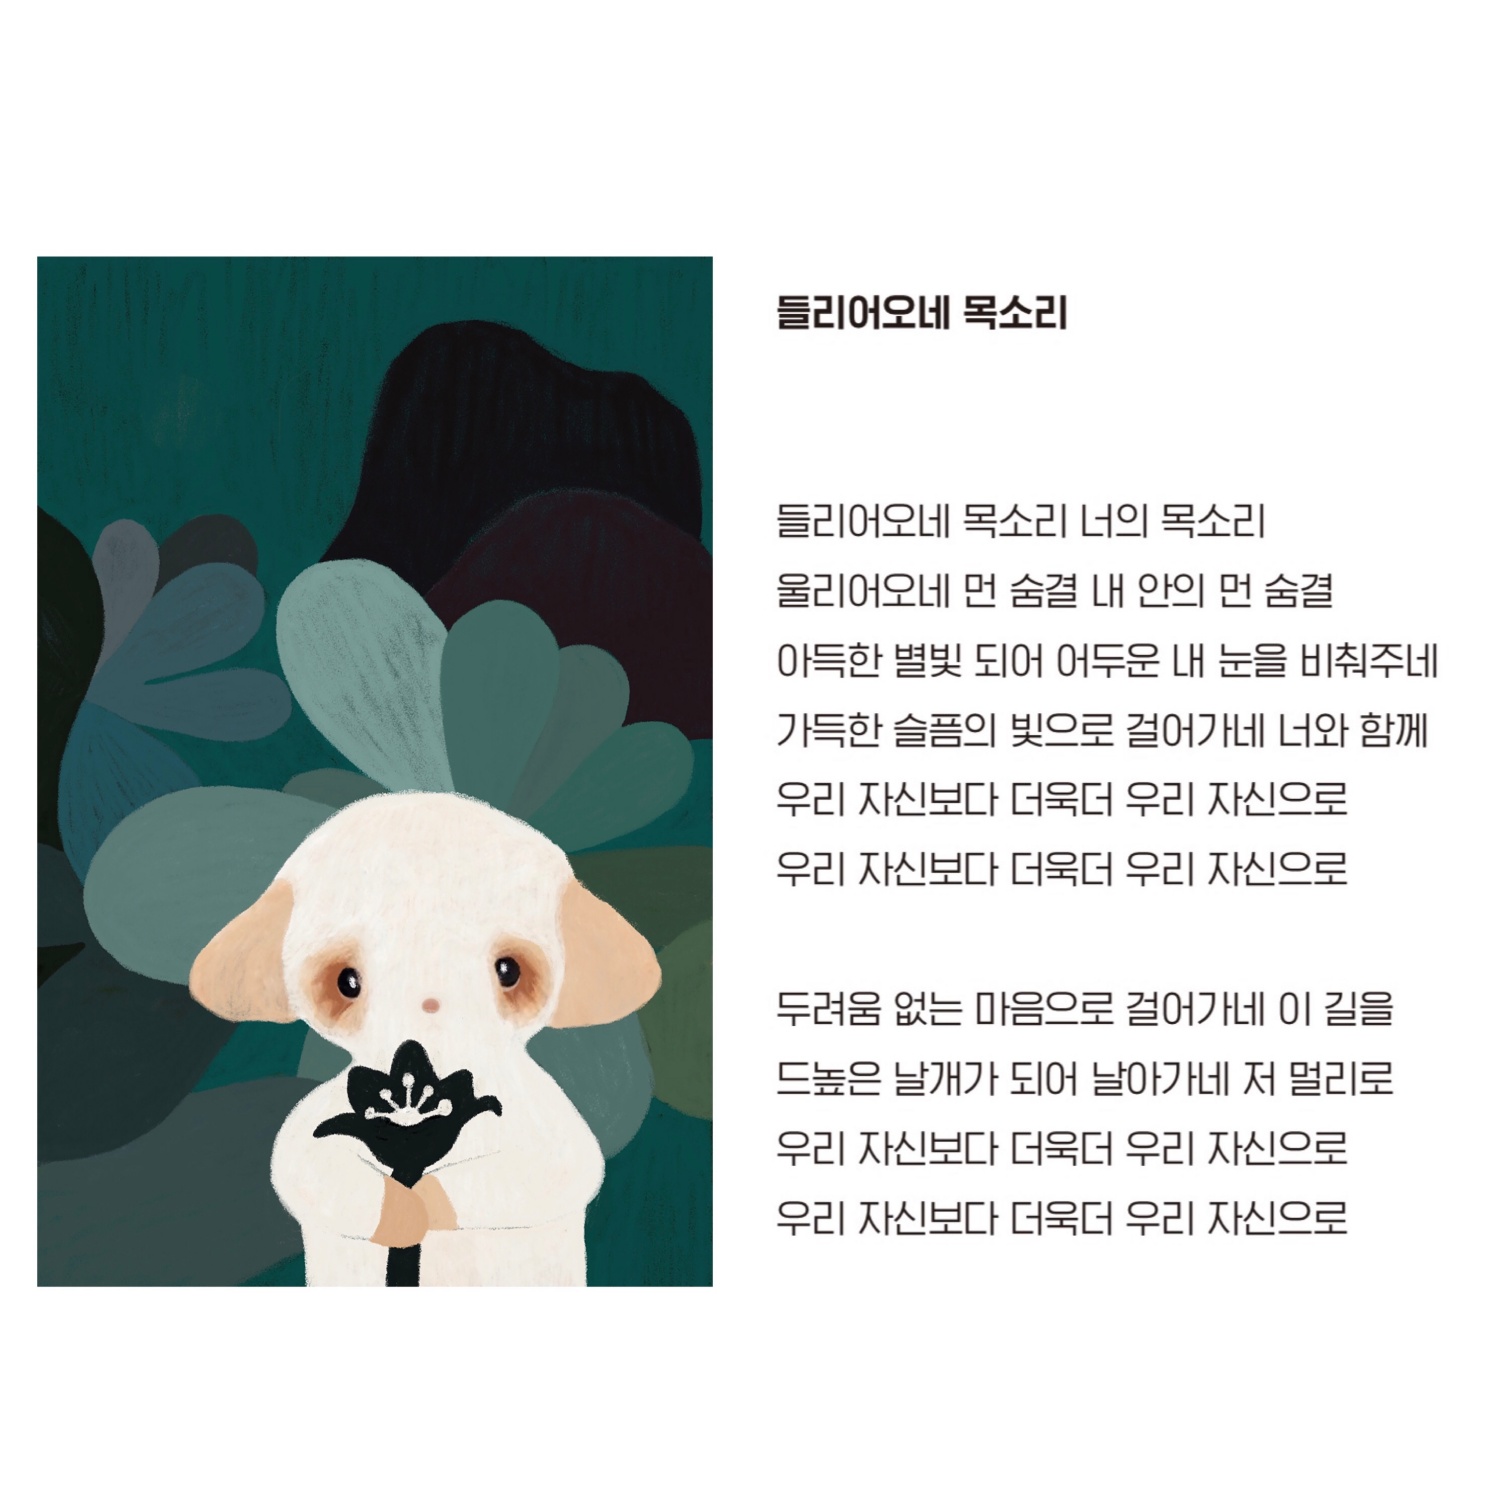 들리어오네 목소리
들리어오네 목소리 너의 목소리
울리어오네 먼 숨결 내 안의 먼 숨결
아득한 별빛 되어 어두운 내 눈을 비춰주네
가득한 슬픔의 빛으로 걸어가네 너와 함께
우리 자신보다 더욱더 우리 자신으로
우리 자신보다 더욱더 우리 자신으로
두려움 없는 마음으로 걸어가네 이 길을
드높은 날개가 되어 날아가네 저 멀리로
우리 자신보다 더욱더 우리 자신으로
우리 자신보다 더욱더 우리 자신으로